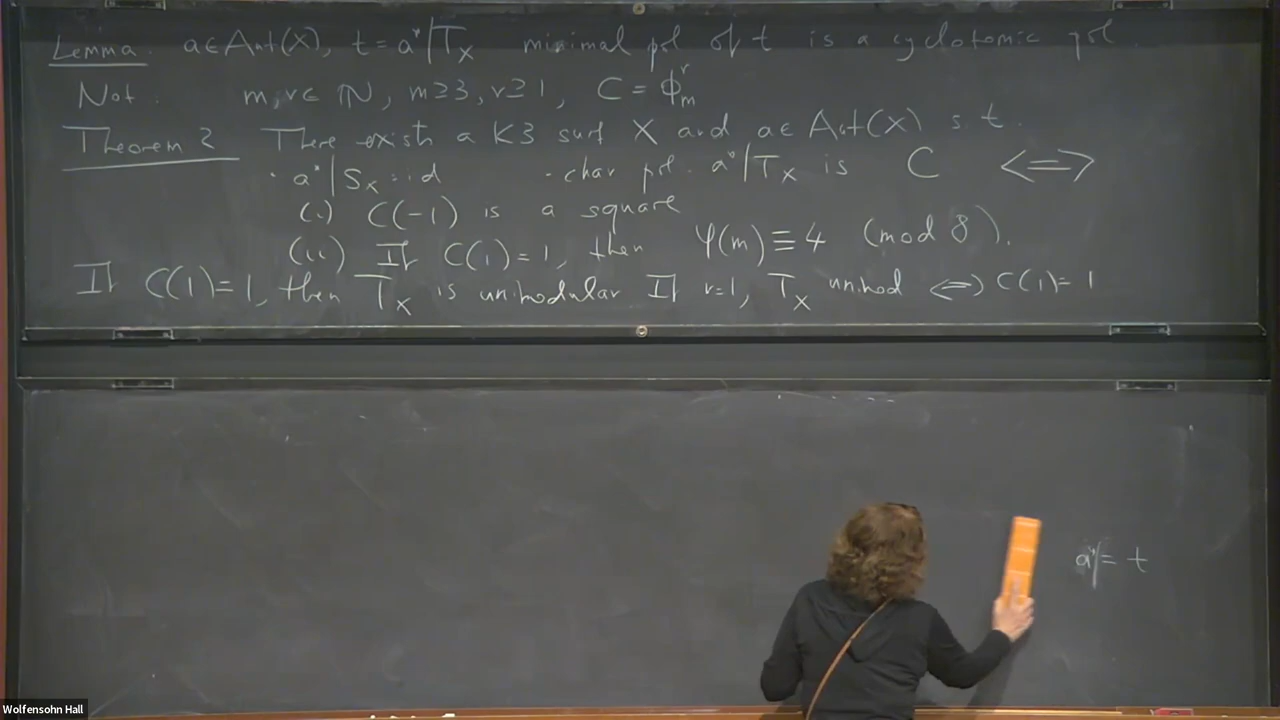 Lemma. a∈Aut(X), t = a*|T_X minimal pol of t is a cyclotomic pol.
Not. m, r ∈ ℕ, m≥3, r≥1, C = ϕ_m^r
Theorem 2 There exists a K3 surf X and a∈ Aut(X) s.t.
· a*|S_X = id · char pol. a*|T_X is C <=>
(i) C(-1) is a square
(ii) If C(1)=1, then φ(m) ≡ 4 (mod 8).
If C(1)=1, then T_X is unimodular If r=1, T_X unimod <=> C(1)=1
a*|= t
Wolfensohn Hall